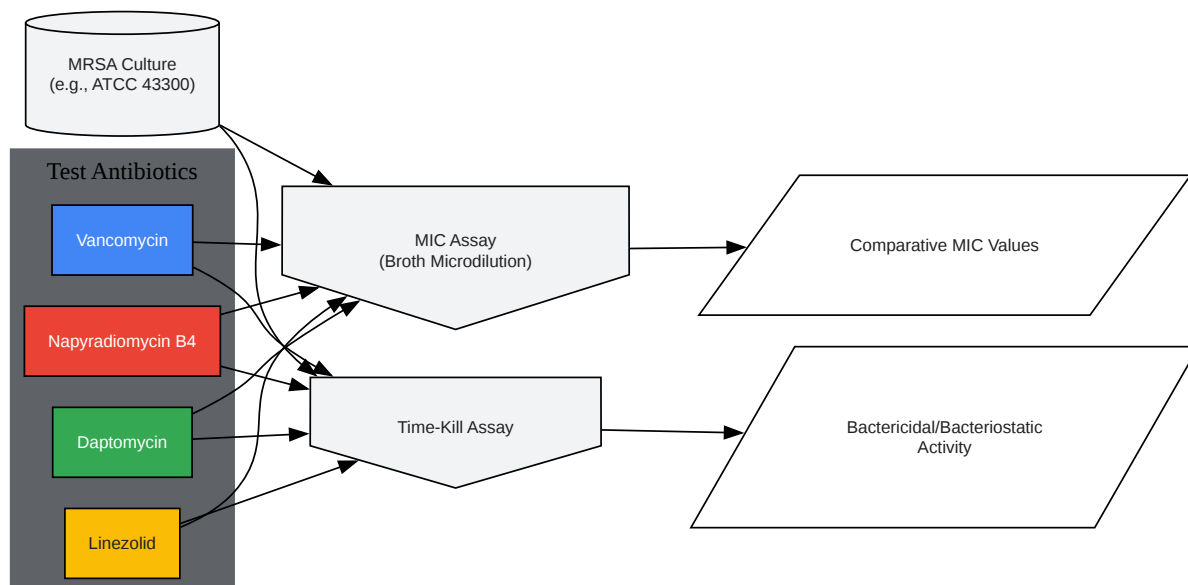 MRSA Culture
(e.g., ATCC 43300)
Test Antibiotics
Vancomycin
Napyradiomycin B4
Daptomycin
Linezolid
MIC Assay
(Broth Microdilution)
Time-Kill Assay
Comparative MIC Values
Bactericidal/Bacteriostatic
Activity